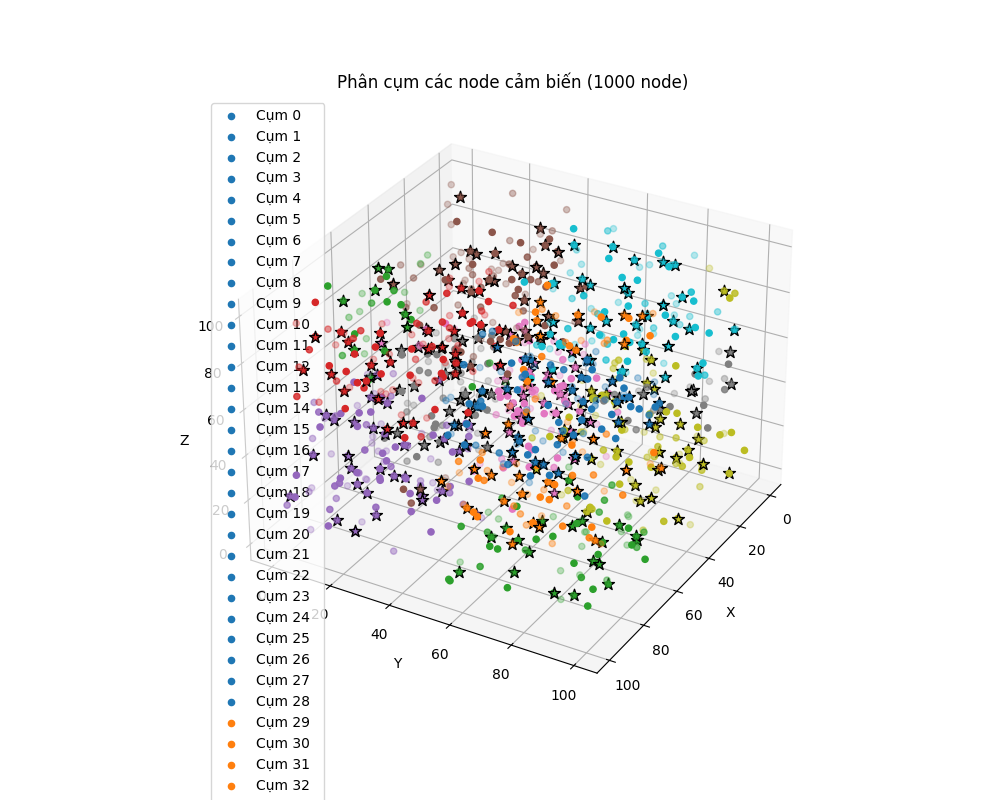 Phân cụm các node cảm biến (1000 node)
Cụm 0
Cụm 1
Cụm 2
Cụm 3
Cụm 4
Cụm 5
Cụm 6
Cụm 7
Cụm 8
Cụm 9
Cụm 10
Cụm 11
Cụm 12
Cụm 13
Cụm 14
Cụm 15
Cụm 16
Cụm 17
Cụm 18
Cụm 19
Cụm 20
Cụm 21
Cụm 22
Cụm 23
Cụm 24
Cụm 25
Cụm 26
Cụm 27
Cụm 28
Cụm 29
Cụm 30
Cụm 31
Cụm 32
Z
100
80
60
40
20
0
Y
20
40
60
80
100
X
0
20
40
60
80
100